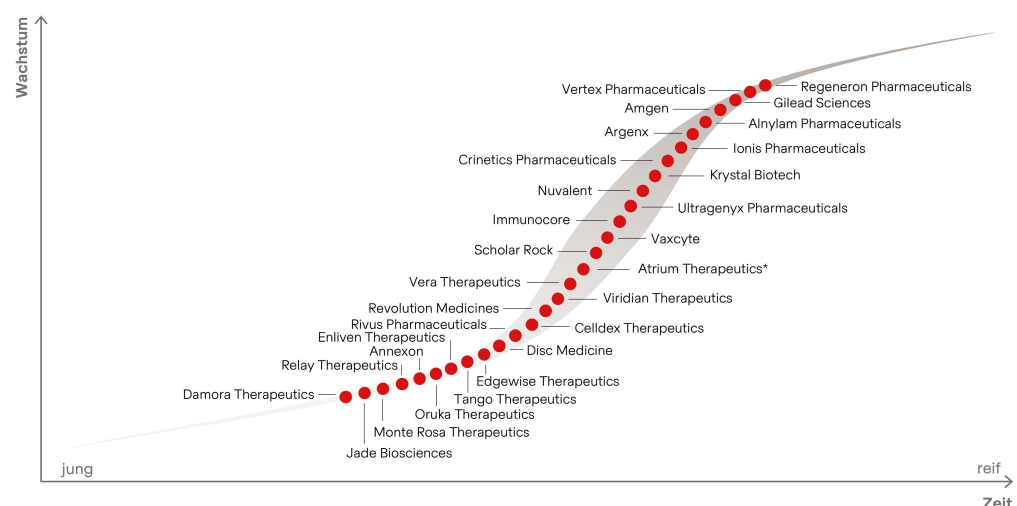 Wachstum
Vertex Pharmaceuticals
Regeneron Pharmaceuticals
Gilead Sciences
Amgen
Alnylam Pharmaceuticals
Argenx
Ionis Pharmaceuticals
Crinetics Pharmaceuticals
Krystal Biotech
Nuvalent
Ultragenyx Pharmaceuticals
Immunocore
Vaxcyte
Scholar Rock
Atrium Therapeutics*
Vera Therapeutics
Viridian Therapeutics
Revolution Medicines
Rivus Pharmaceuticals
Celldex Therapeutics
Enliven Therapeutics
Annexon
Disc Medicine
Relay Therapeutics
Edgewise Therapeutics
Damora Therapeutics
Tango Therapeutics
Oruka Therapeutics
Monte Rosa Therapeutics
Jade Biosciences
jung
reif
Zeit